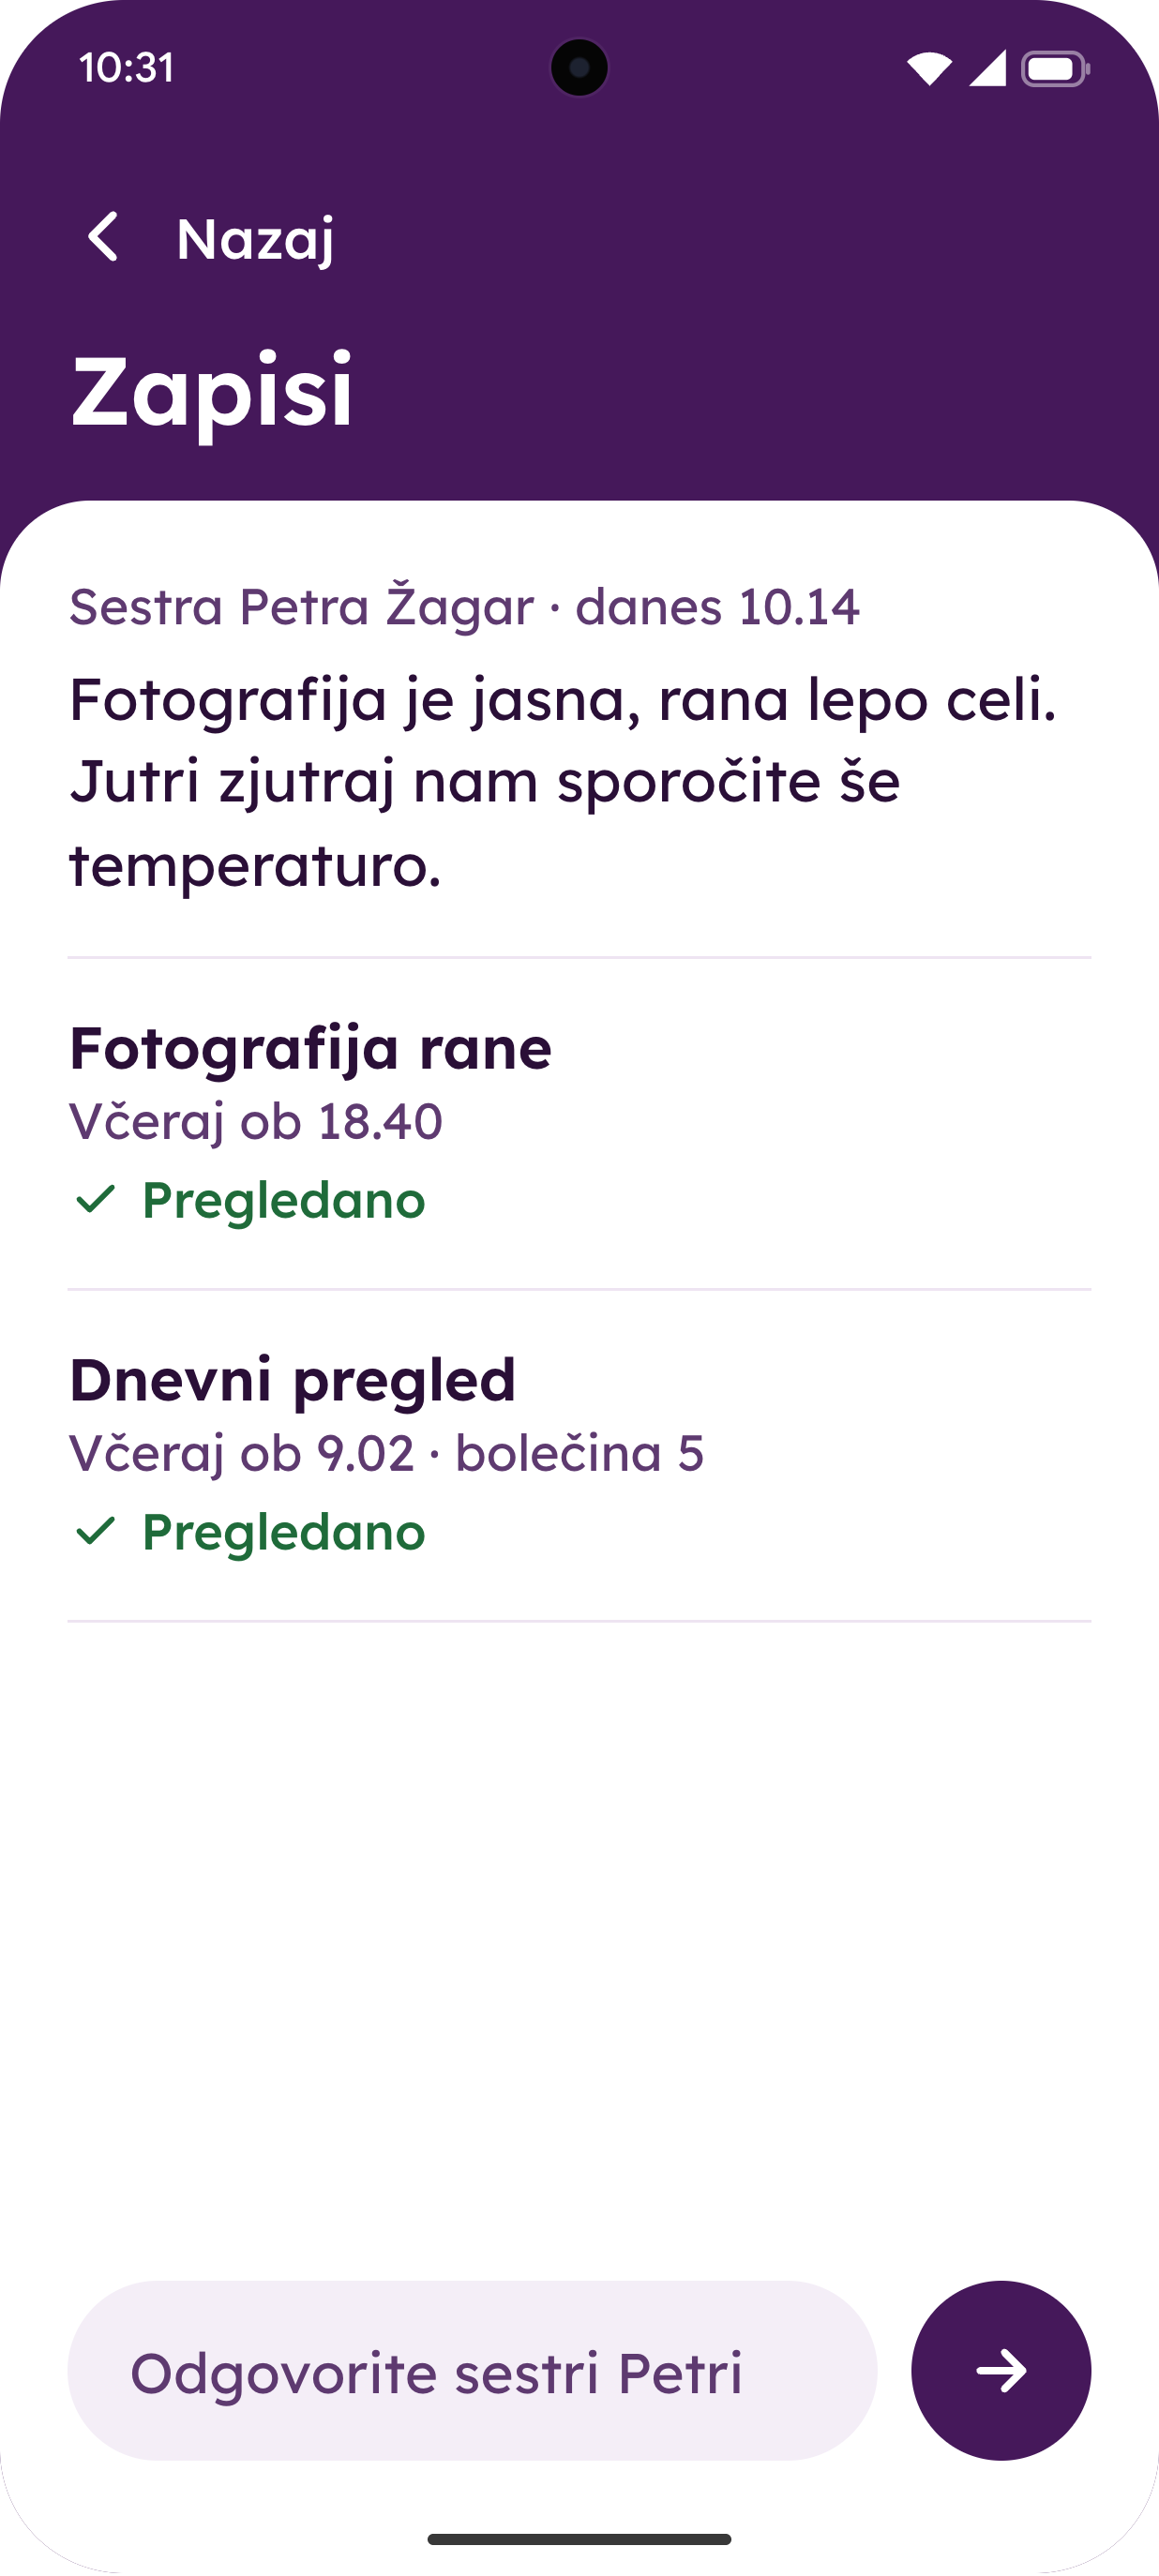 10:31
Nazaj
Zapisi
Sestra Petra Žagar · danes 10.14
Fotografija je jasna, rana lepo celi.
Jutri zjutraj nam sporočite še
temperaturo.
Fotografija rane
Včeraj ob 18.40
Pregledano
Dnevni pregled
Včeraj ob 9.02 · bolečina 5
Pregledano
Odgovorite sestri Petri